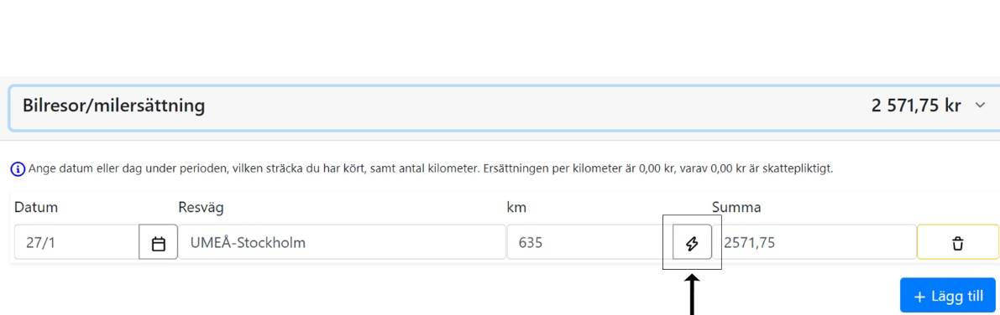 Bilresor/milersättning 2 571,75 kr
Ange datum eller dag under perioden, vilken sträcka du har kört, samt antal kilometer. Ersättningen per kilometer är 0,00 kr, varav 0,00 kr är skattepliktigt.
Datum Resväg km Summa
27/1 UMEÅ-Stockholm 635 2571,75
+ Lägg till